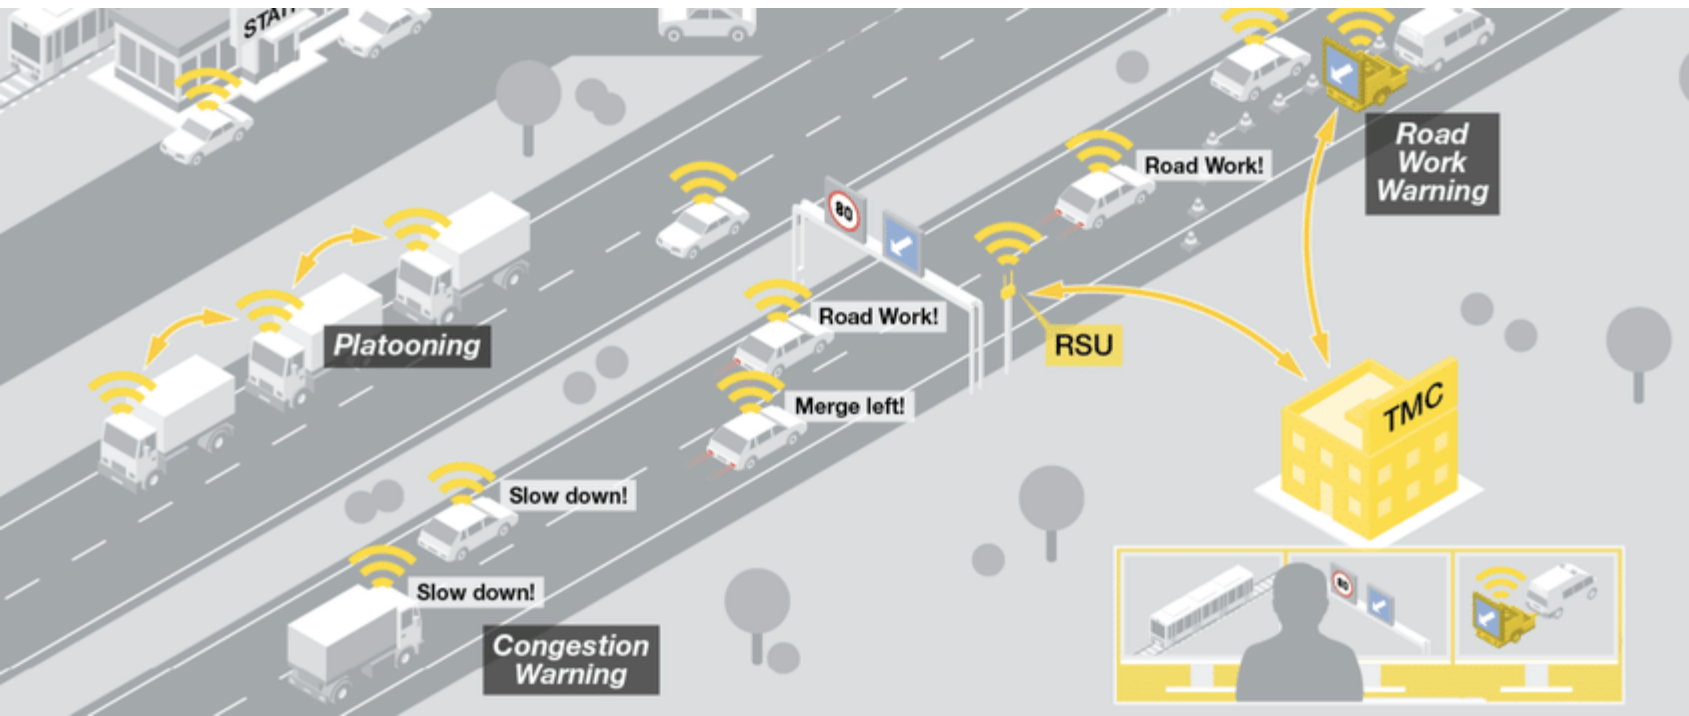 80
Road
Work
Warning
Road Work!
Road Work!
RSU
Platooning
Merge left!
TMC
Slow down!
Slow down!
Congestion
Warning
80